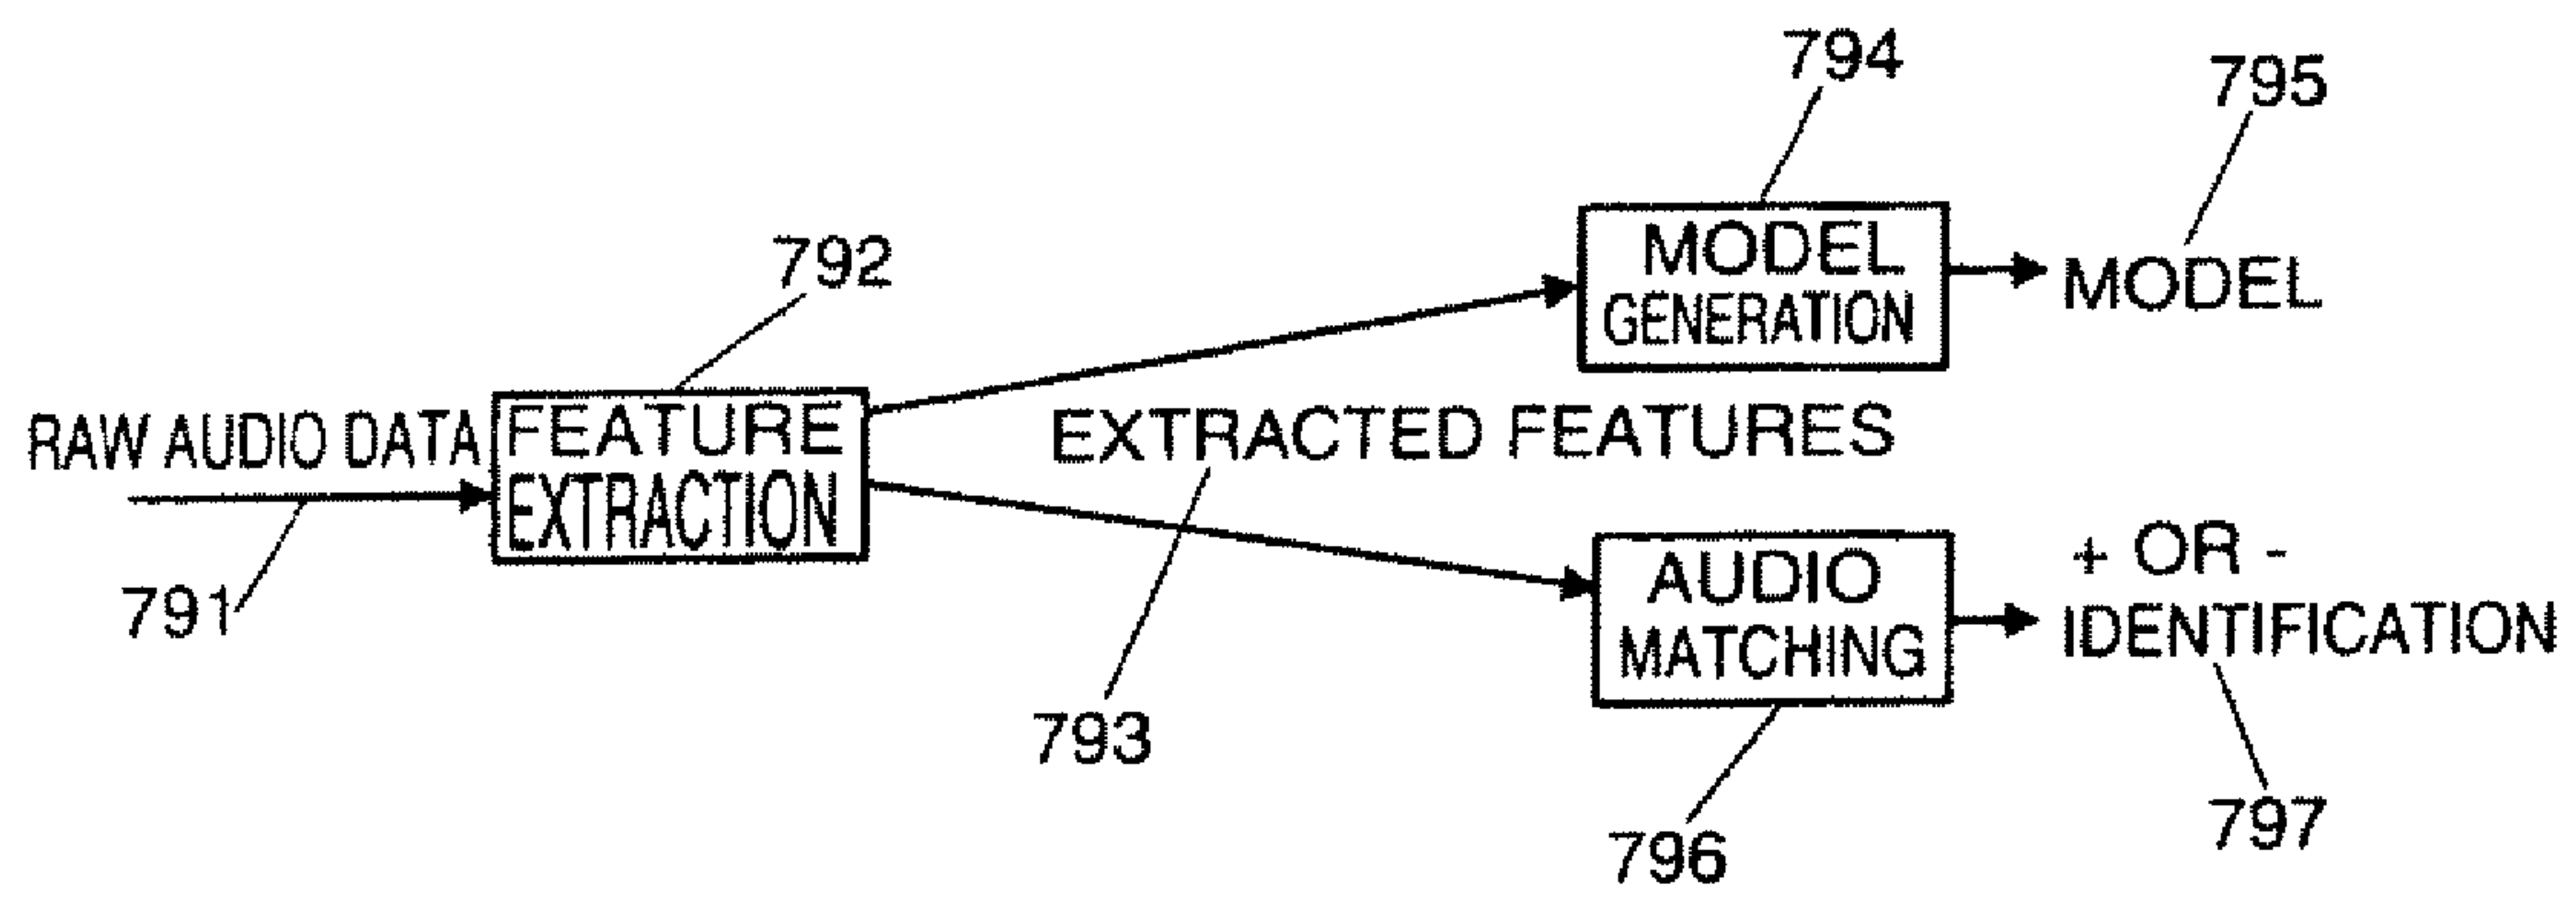 794
795
792
MODEL
GENERATION
MODEL
RAW AUDIO DATA
FEATURE
EXTRACTION
EXTRACTED FEATURES
791
793
AUDIO
MATCHING
+ OR -
IDENTIFICATION
796
797